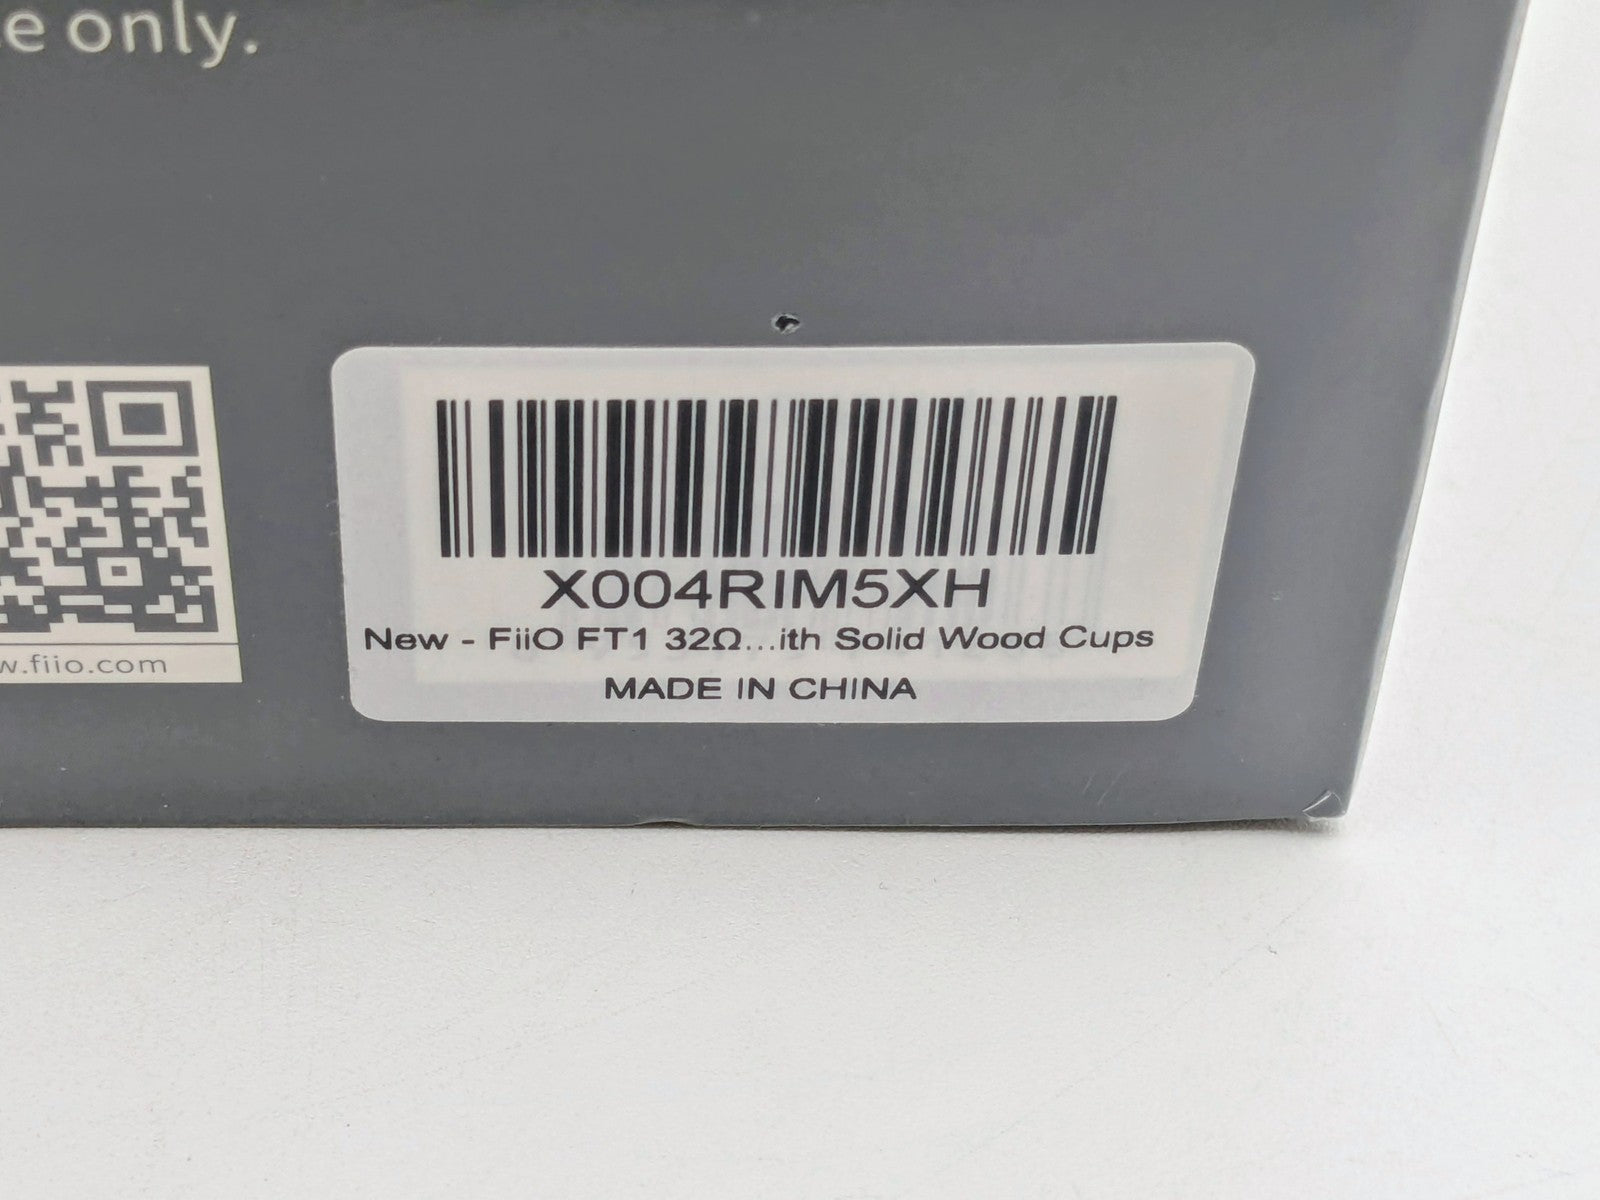 only.
X004RIM5XH
New - FiiO FT1 32Ω...ith Solid Wood Cups
MADE IN CHINA
w.fiio.com